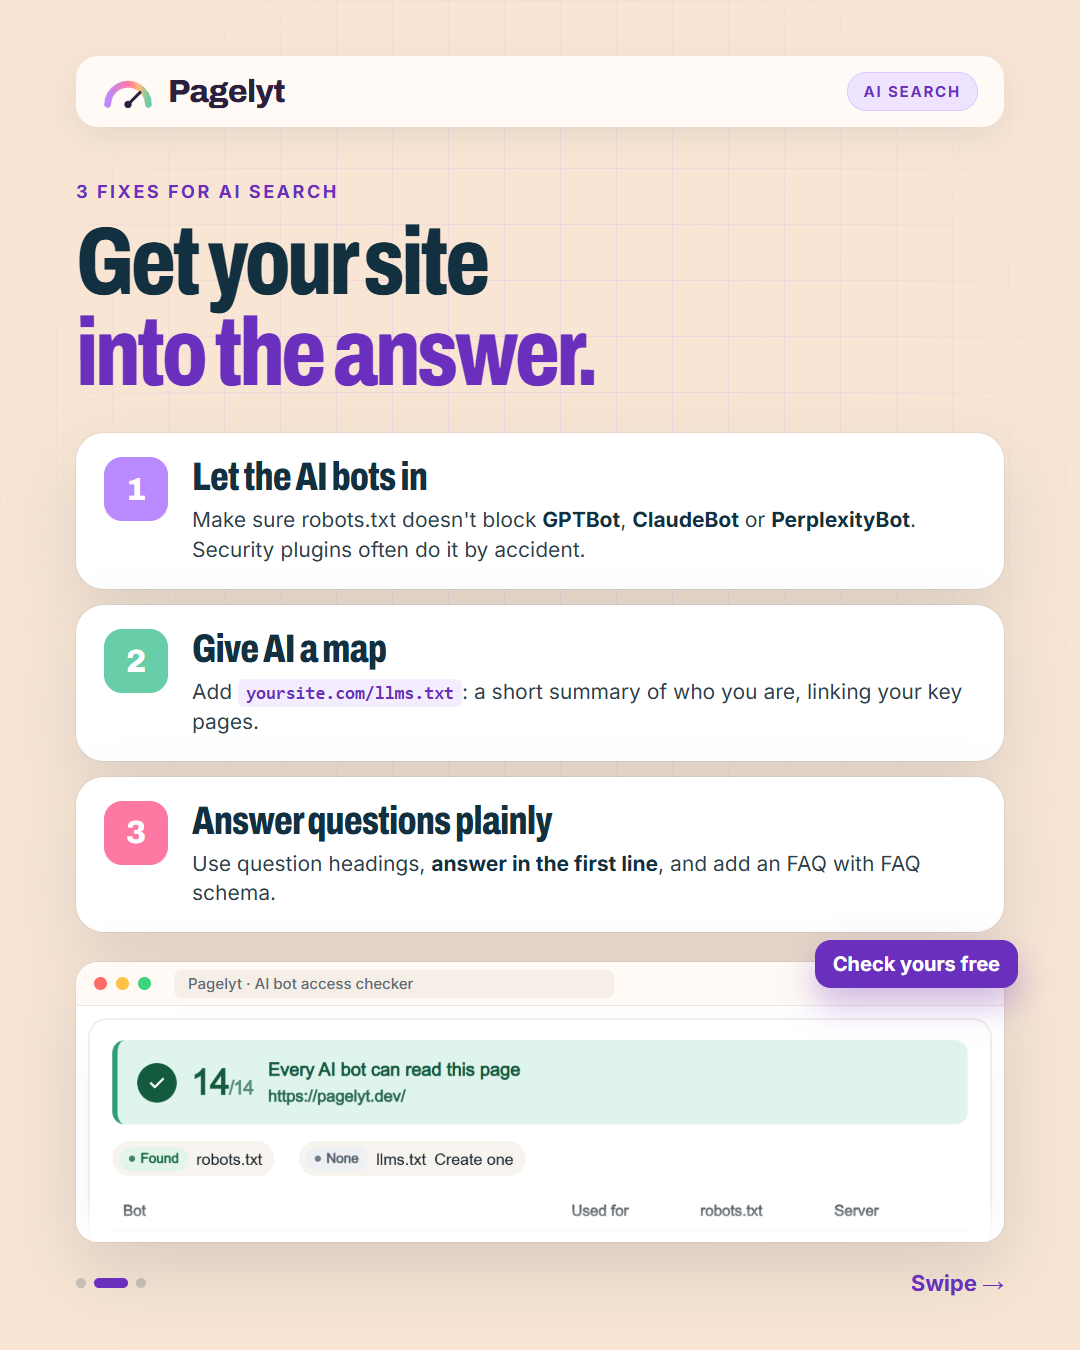 Pagelyt
AI SEARCH
3 FIXES FOR AI SEARCH
Get your site
into the answer.
1
Let the AI bots in
Make sure robots.txt doesn't block GPTBot, ClaudeBot or PerplexityBot.
Security plugins often do it by accident.
2
Give AI a map
Add yoursite.com/llms.txt: a short summary of who you are, linking your key
pages.
3
Answer questions plainly
Use question headings, answer in the first line, and add an FAQ with FAQ
schema.
Check yours free
Pagelyt · AI bot access checker
14/14
Every AI bot can read this page
https://pagelyt.dev/
Found robots.txt
None llms.txt Create one
Bot Used for robots.txt Server
Swipe →